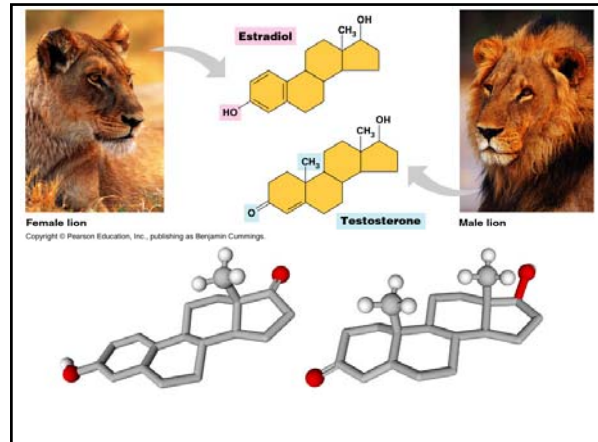 Estradiol
OH
CH₃
HO
OH
CH₃
CH₃
O
Female lion
Testosterone
Male lion
Copyright © Pearson Education, Inc., publishing as Benjamin Cummings.